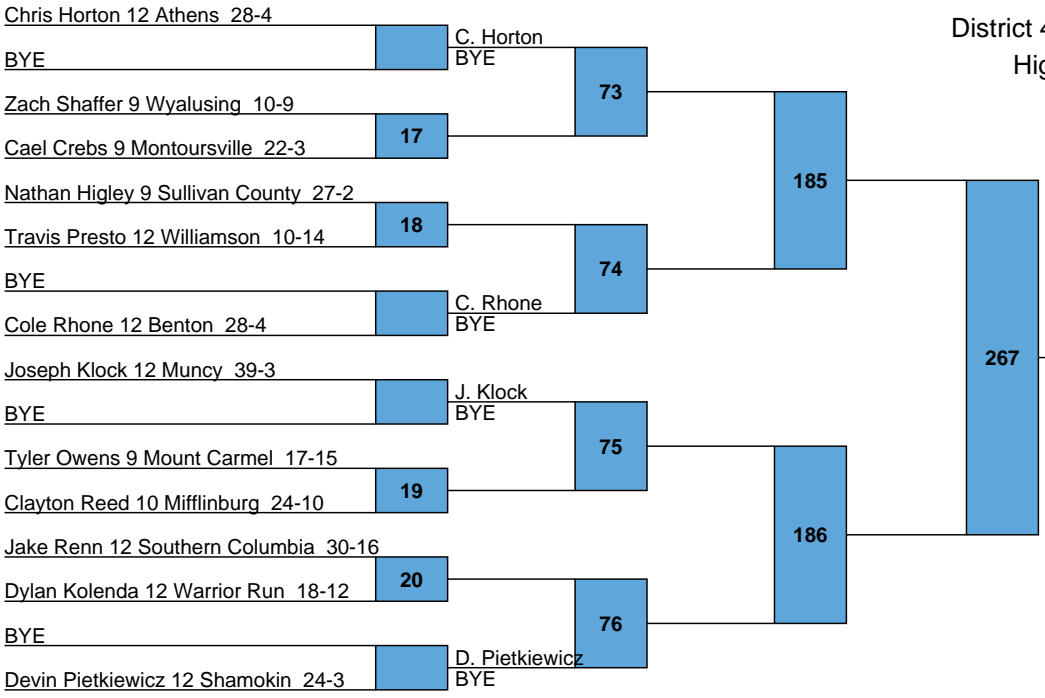 Chris Horton 12 Athens 28-4
BYE
Zach Shaffer 9 Wyalusing 10-9
Cael Crebs 9 Montoursville 22-3
Nathan Higley 9 Sullivan County 27-2
Travis Presto 12 Williamson 10-14
BYE
Cole Rhone 12 Benton 28-4
Joseph Klock 12 Muncy 39-3
BYE
Tyler Owens 9 Mount Carmel 17-15
Clayton Reed 10 Mifflinburg 24-10
Jake Renn 12 Southern Columbia 30-16
Dylan Kolenda 12 Warrior Run 18-12
BYE
Devin Pietkiewicz 12 Shamokin 24-3
17
18
19
20
C. Horton
BYE
C. Rhone
BYE
J. Klock
BYE
D. Pietkiewicz
BYE
73
74
75
76
185
186
267
District 4
Hig